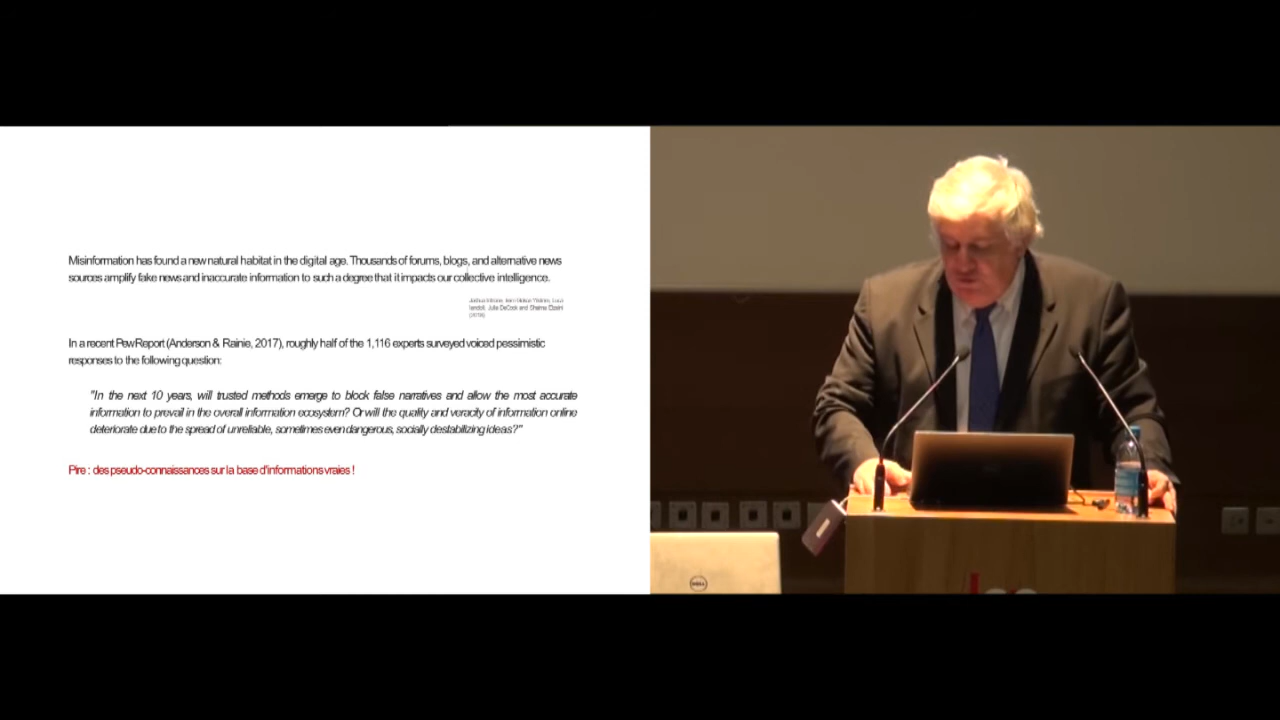 Misinformation has found a new natural habitat in the digital age. Thousands of forums, blogs, and alternative news
sources amplify fake news and inaccurate information to such a degree that it impacts our collective intelligence.
Luca
Julie DeCook and
In a recent Pew Report (Anderson & Rainie, 2017), roughly half of the 1,116 experts surveyed voiced pessimistic
responses to the following question:
"In the next 10 years, will trusted methods emerge to block false narratives and allow the most accurate
information to prevail in the overall information ecosystem? Or will the quality and veracity of information online
deteriorate due to the spread of unreliable, sometimes even dangerous, socially destabilizing ideas?"
Pire : des pseudo-connaissances sur la base d'informations vraies !
DELL